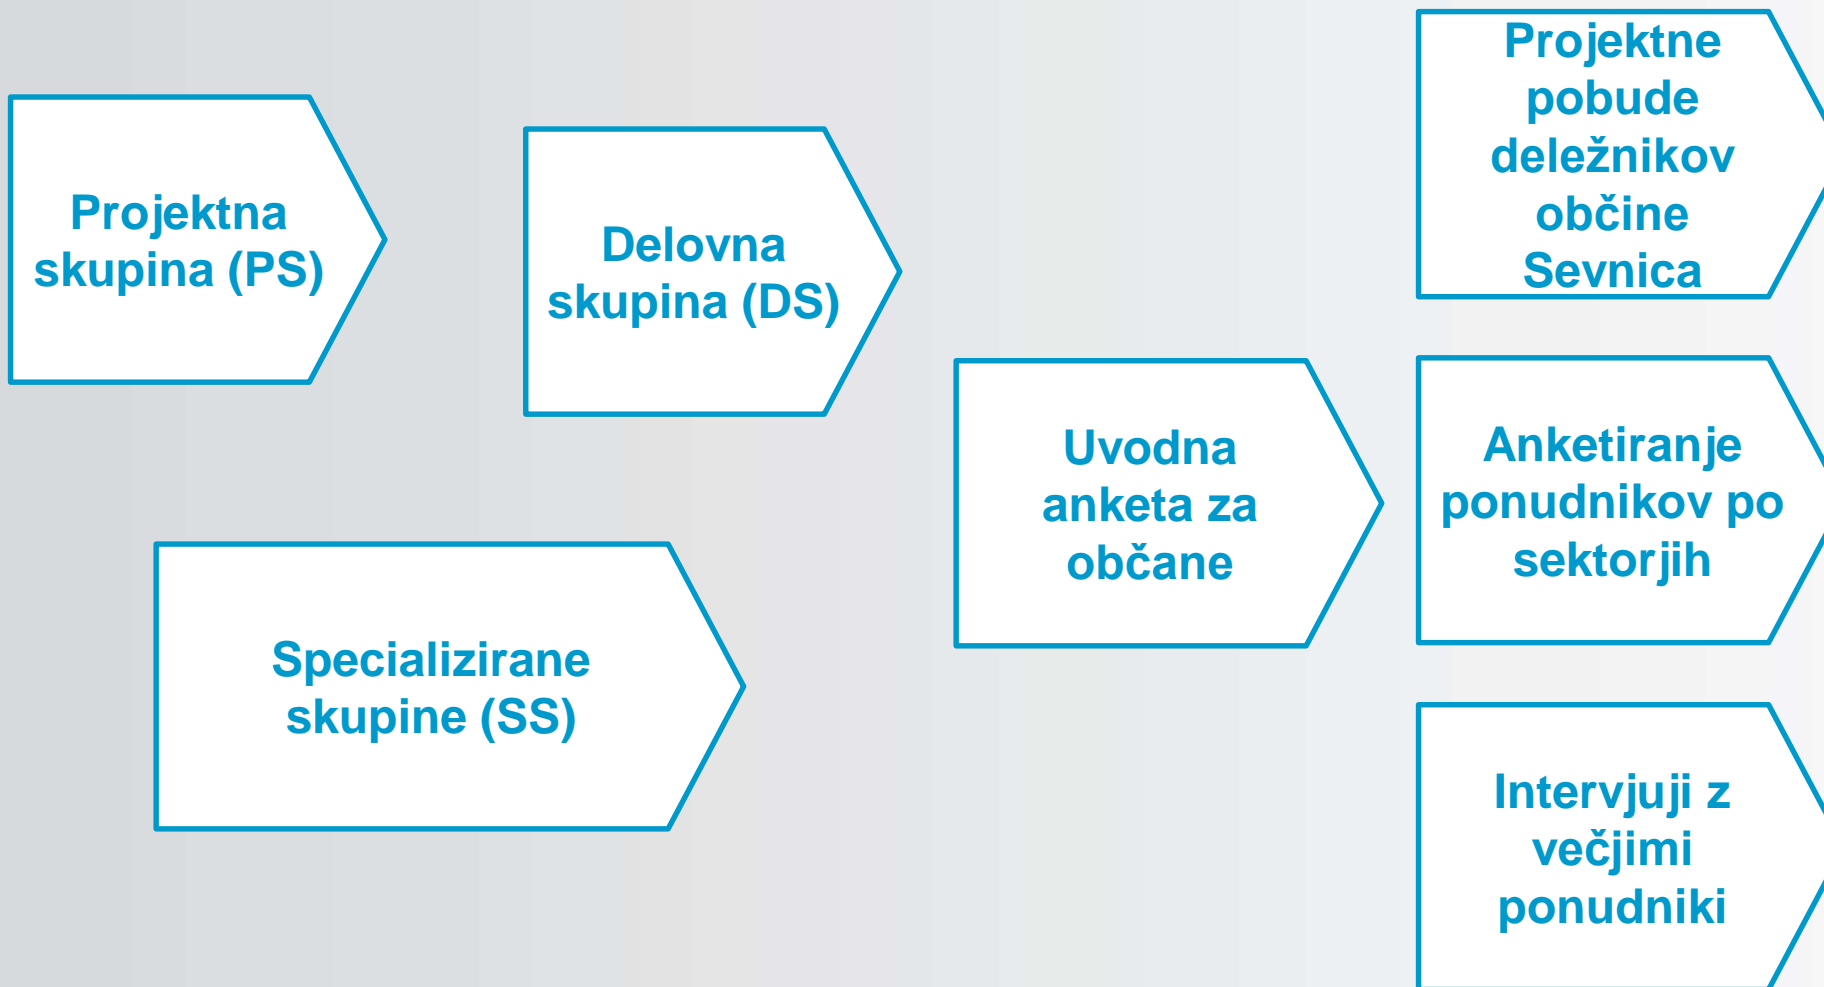 Projektna
skupina (PS)
Delovna
skupina (DS)
Specializirane
skupine (SS)
Uvodna
anketa za
občane
Projektne
pobude
deležnikov
občine
Sevnica
Anketiranje
ponudnikov po
sektorjih
Intervjuji z
večjimi
ponudniki